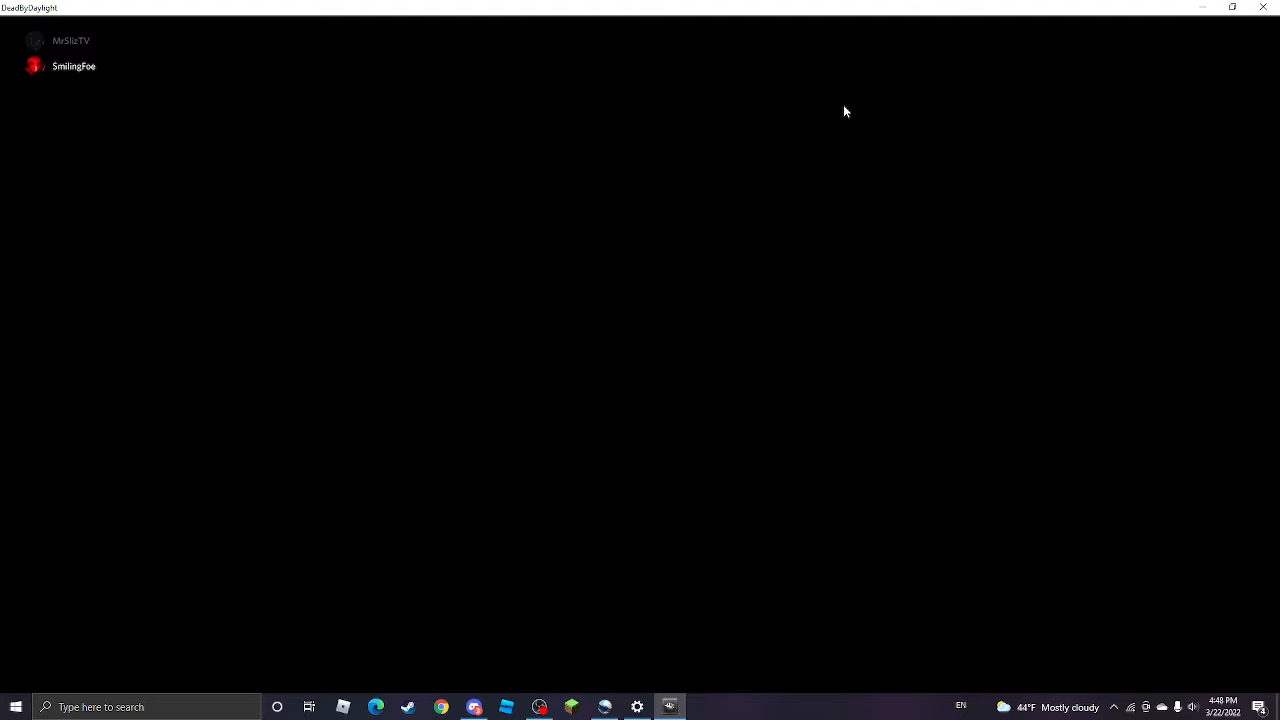 DeadByDaylight
MrSlizTV
SmilingFoe
Type here to search
EN
44°F Mostly cloudy
4:48 PM
3/22/2022